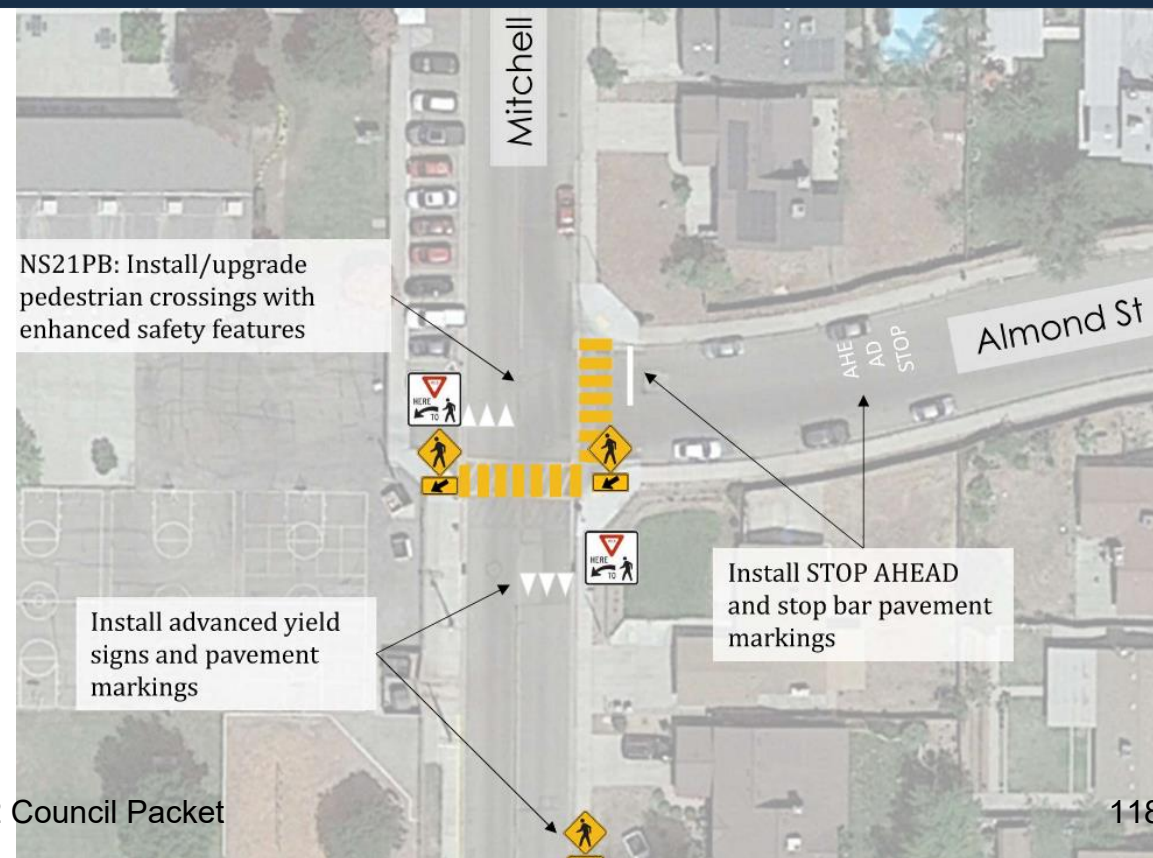 Mitchell
NS21PB: Install/upgrade
pedestrian crossings with
enhanced safety features
Almond St
AHE
AD
STOP
HERE
TO
HERE
TO
Install STOP AHEAD
and stop bar pavement
markings
Install advanced yield
signs and pavement
markings
Council Packet
118